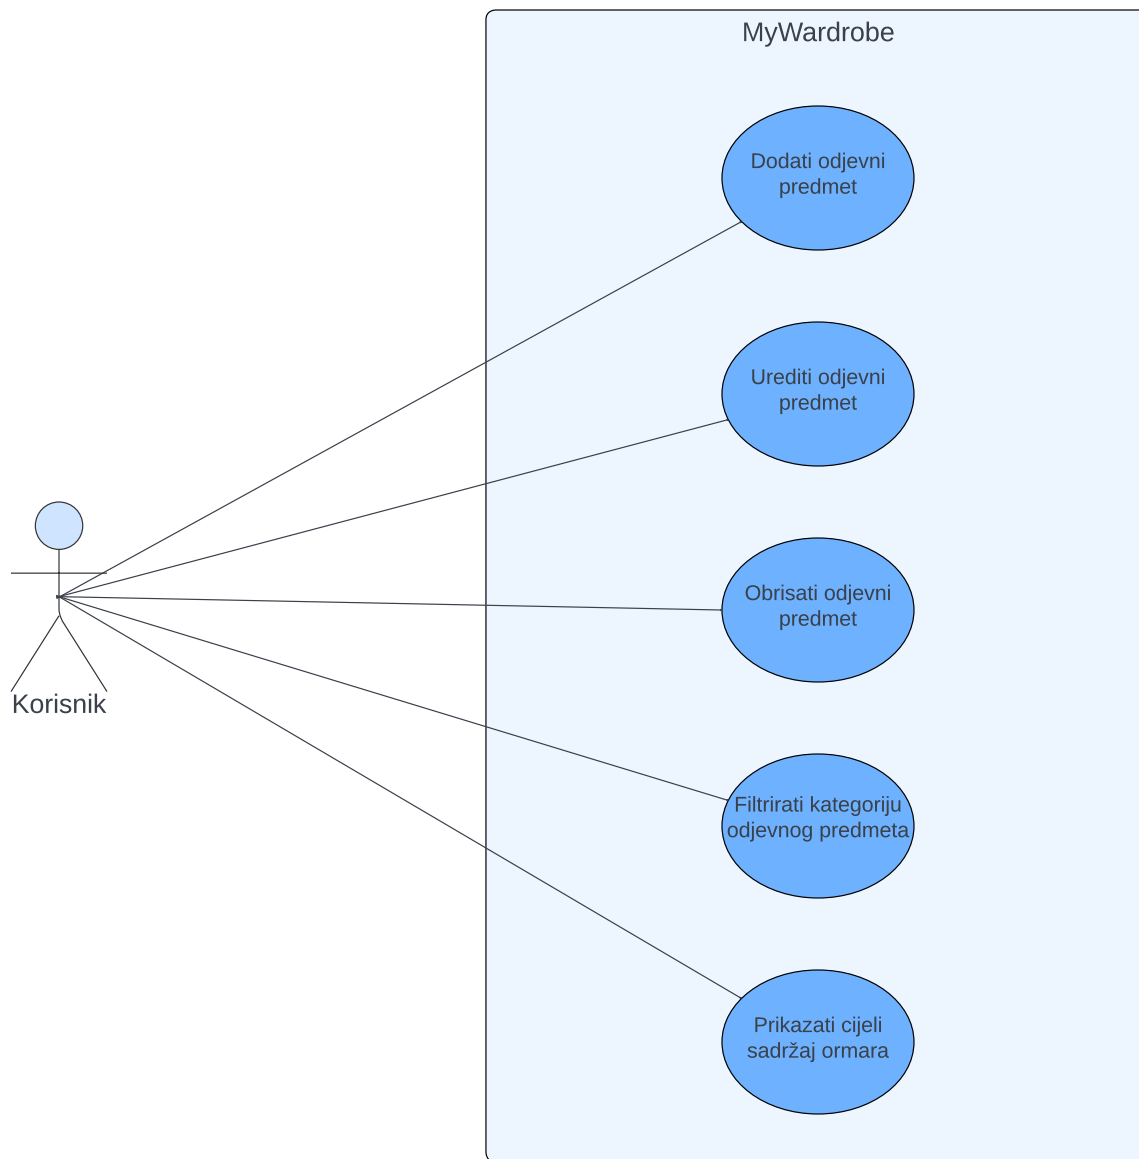 MyWardrobe
Dodati odjevni
predmet
Urediti odjevni
predmet
Obrisati odjevni
predmet
Korisnik
Filtrirati kategoriju
odjevnog predmeta
Prikazati cijeli
sadržaj ormara